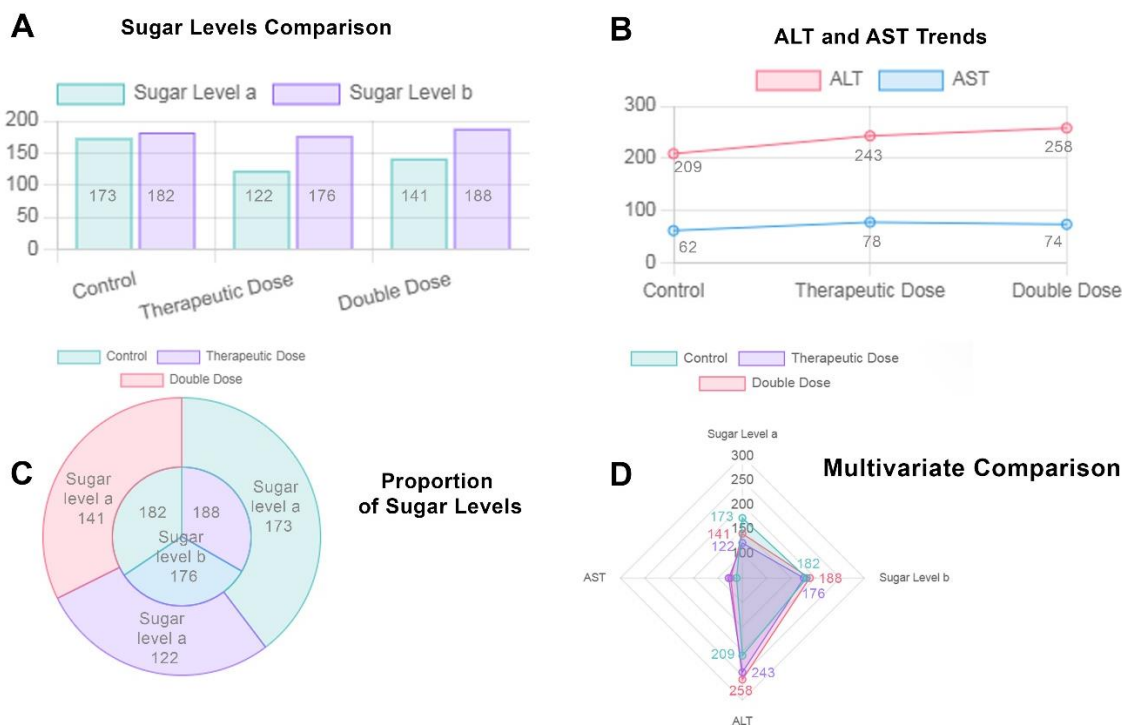 A
Sugar Levels Comparison
Sugar Level a
Sugar Level b
200
150
100
50
0
173
182
122
176
141
188
Control
Therapeutic Dose
Double Dose
B
ALT and AST Trends
ALT
AST
300
200
100
0
209
243
258
62
78
74
Control
Therapeutic Dose
Double Dose
Control
Therapeutic Dose
Double Dose
C
Proportion
of Sugar Levels
Sugar
level a
141
182
188
Sugar
level a
173
Sugar
level b
176
Sugar
level a
122
Control
Therapeutic Dose
Double Dose
D
Multivariate Comparison
Sugar Level a
300
250
200
150
100
173
141
122
AST
182
188
176
Sugar Level b
209
243
258
ALT